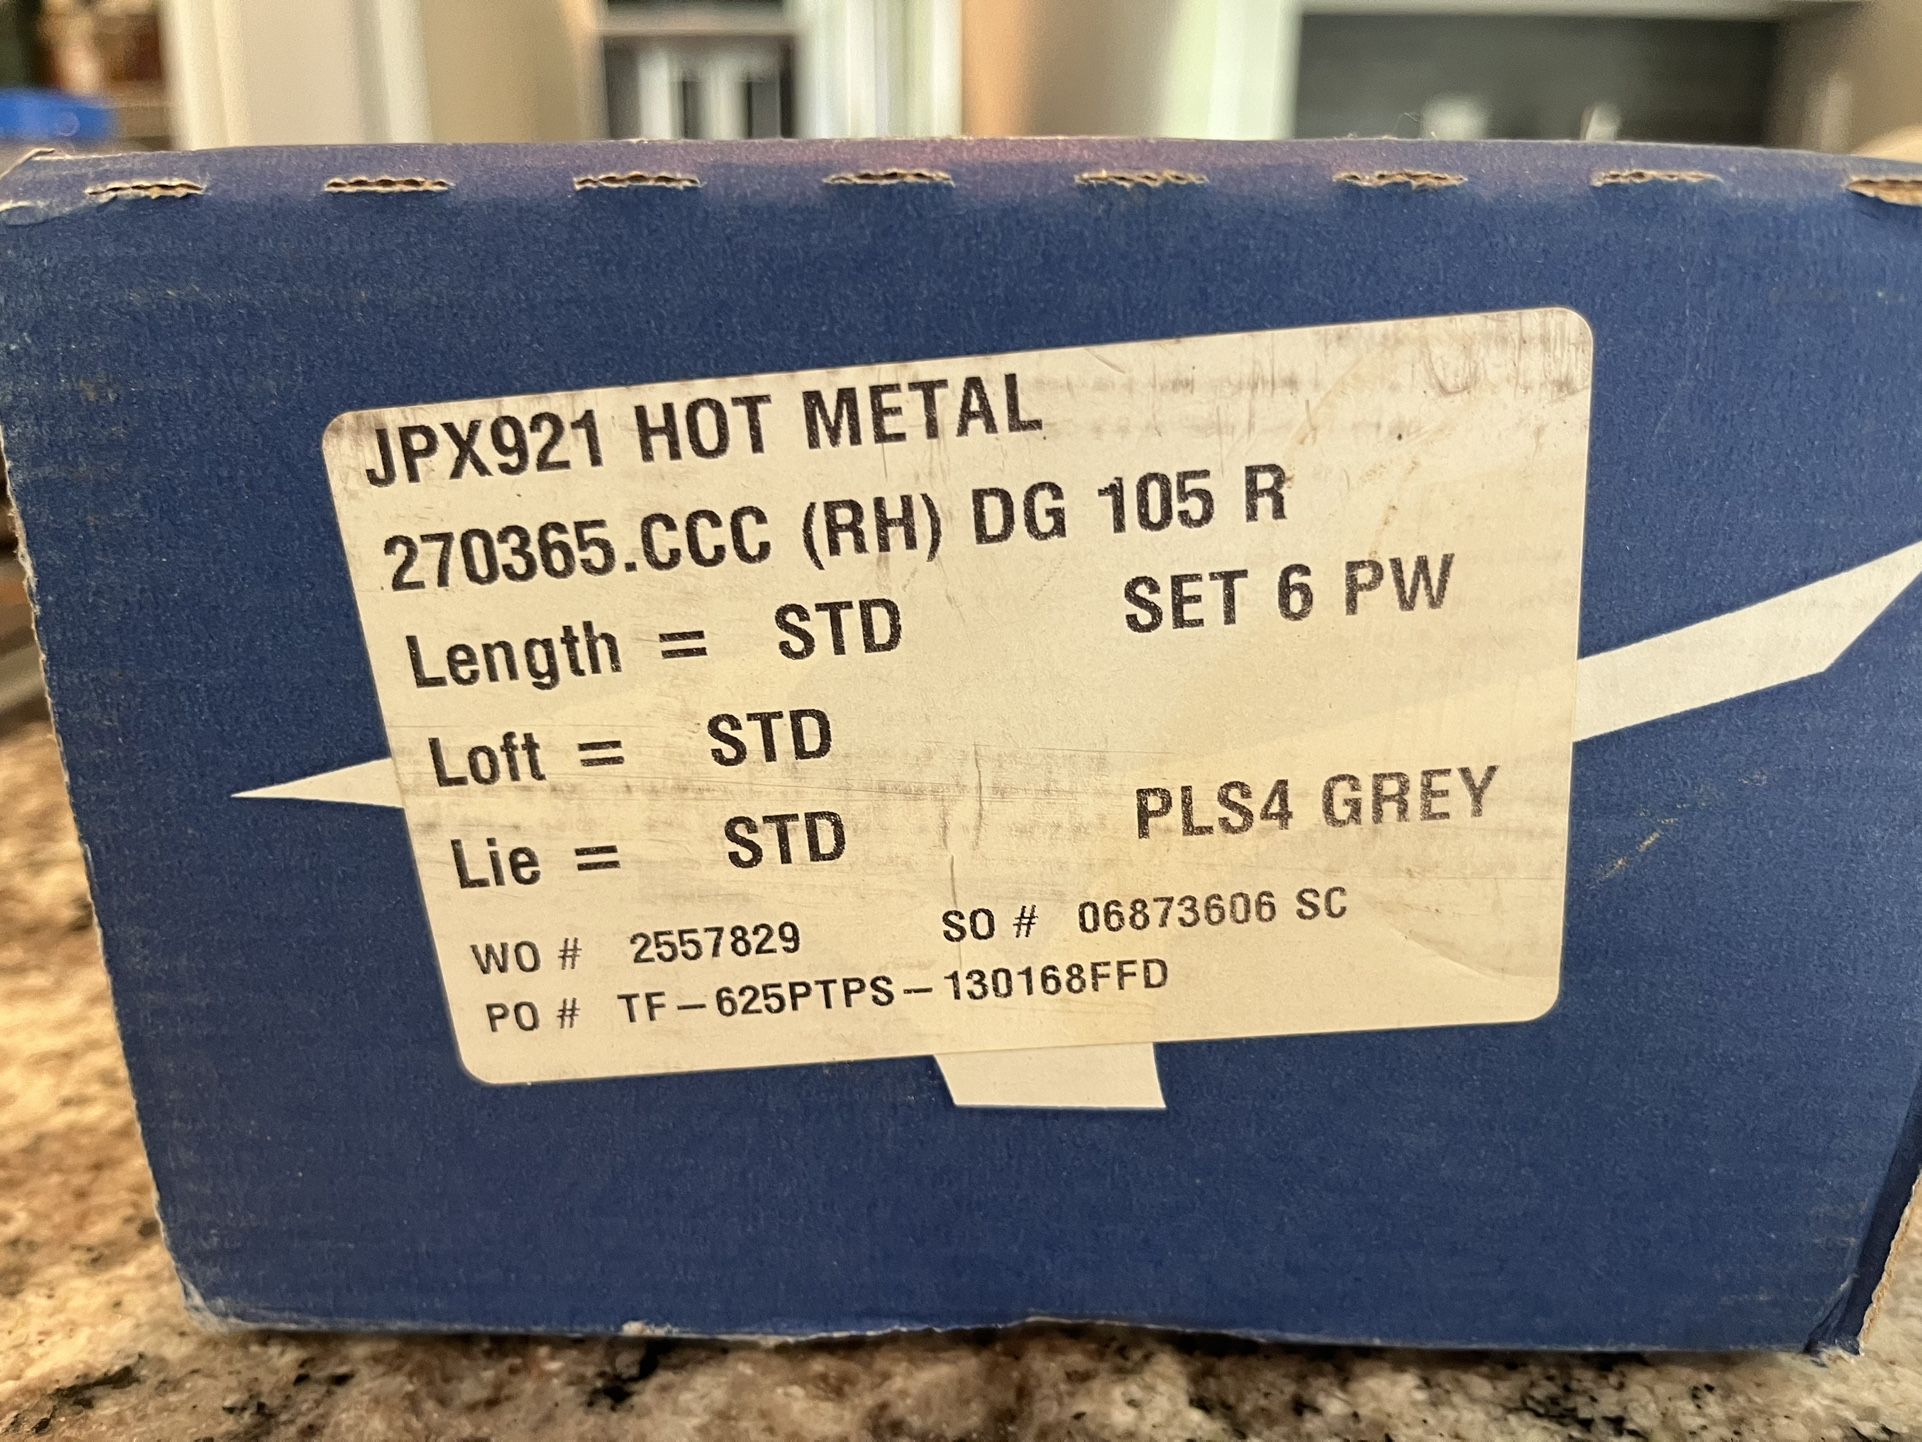 JPX921 HOT METAL
270365.CCC (RH) DG 105 R
Length = STD SET 6 PW
Loft = STD
Lie = STD PLS4 GREY
WO # 2557829 SO # 06873606 SC
PO # TF-625PTPS-130168FFD